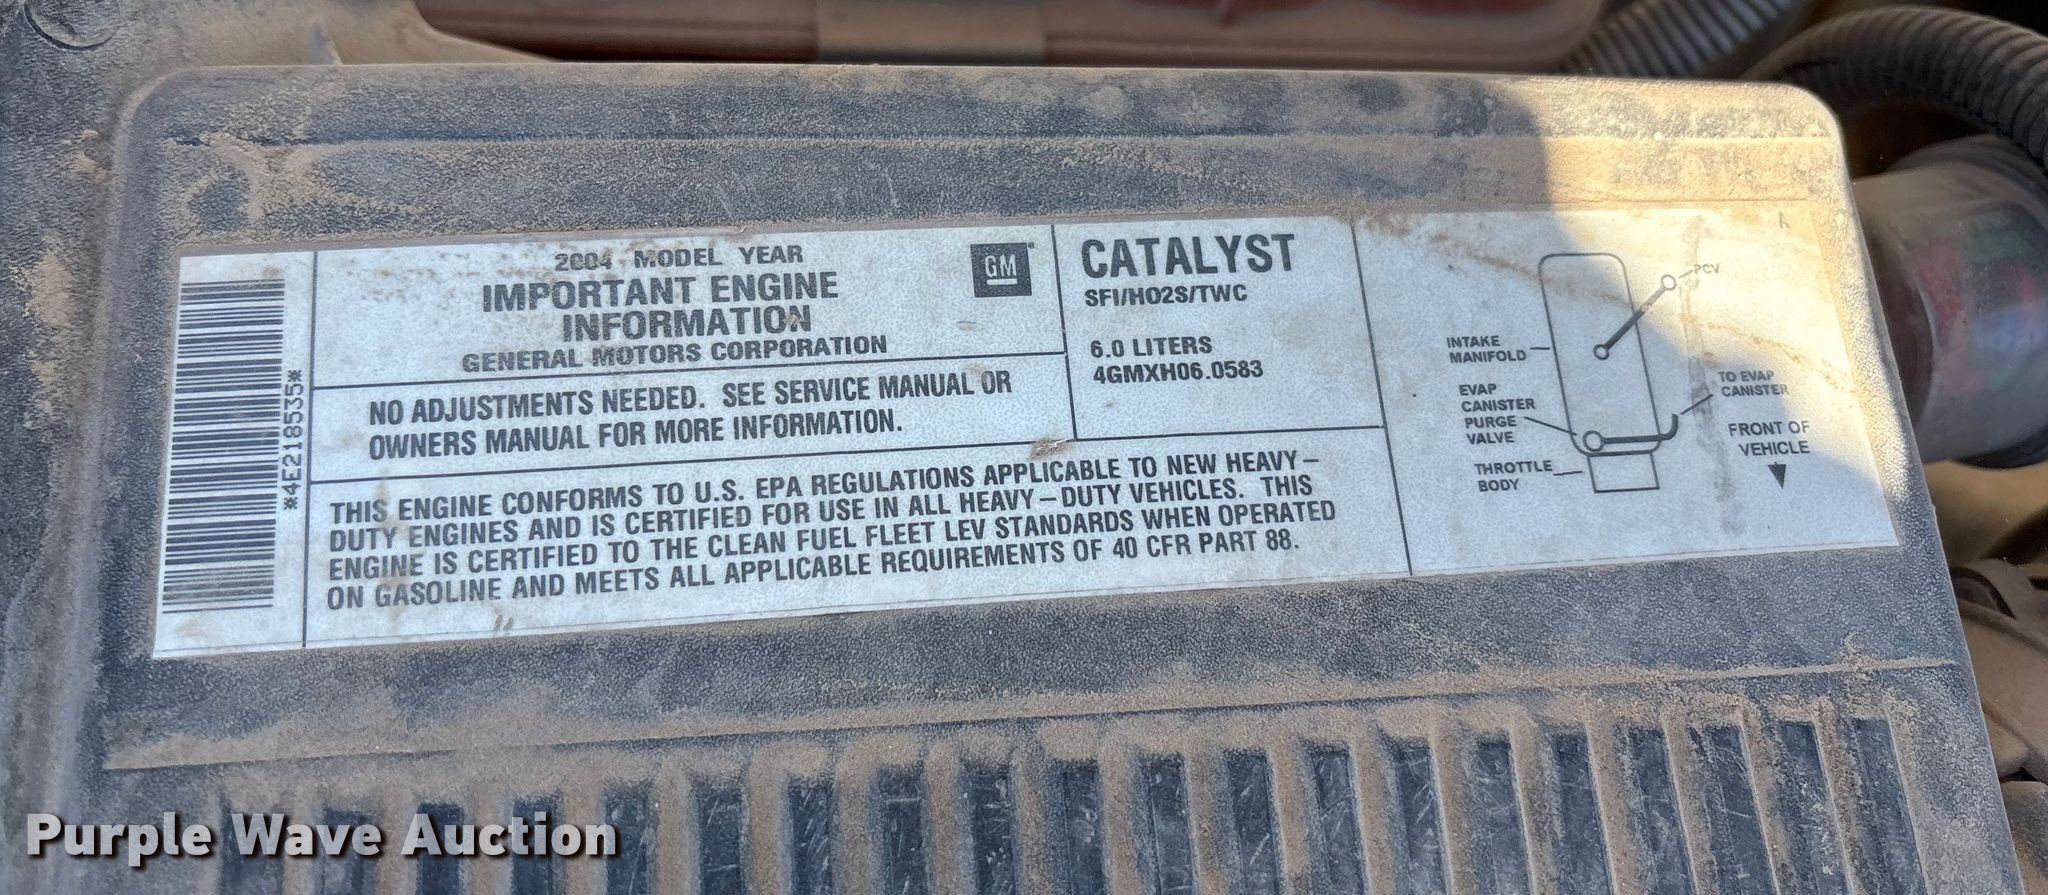 **4E218535*
2004 MODEL YEAR
IMPORTANT ENGINE
INFORMATION
GENERAL MOTORS CORPORATION
GM
NO ADJUSTMENTS NEEDED. SEE SERVICE MANUAL OR
OWNERS MANUAL FOR MORE INFORMATION.
CATALYST
SFI/HO2S/TWC
6.0 LITERS
4GMXH06.0583
THIS ENGINE CONFORMS TO U.S. EPA REGULATIONS APPLICABLE TO NEW HEAVY-
DUTY ENGINES AND IS CERTIFIED FOR USE IN ALL HEAVY-DUTY VEHICLES. THIS
ENGINE IS CERTIFIED TO THE CLEAN FUEL FLEET LEV STANDARDS WHEN OPERATED
ON GASOLINE AND MEETS ALL APPLICABLE REQUIREMENTS OF 40 CFR PART 88.
PCV
INTAKE
MANIFOLD
EVAP
CANISTER
PURGE
VALVE
THROTTLE
BODY
TO EVAP
CANISTER
FRONT OF
VEHICLE
Purple Wave Auction